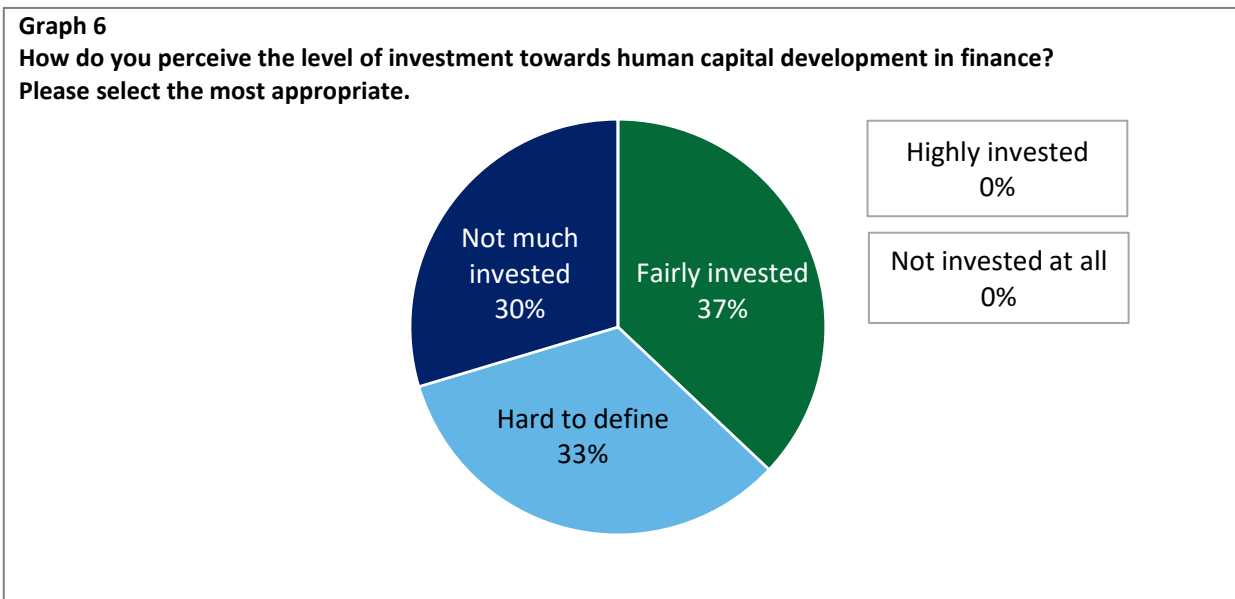 Graph 6
How do you perceive the level of investment towards human capital development in finance?
Please select the most appropriate.
Highly invested
0%
Not invested at all
0%
Not much
invested
30%
Fairly invested
37%
Hard to define
33%